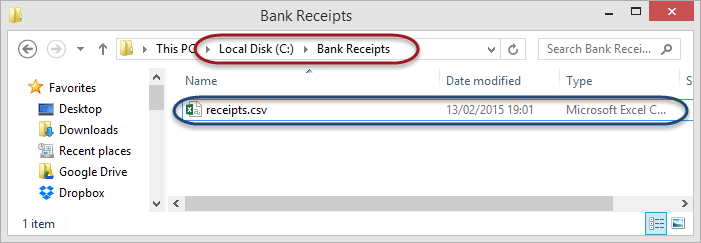 Bank Receipts
This PC Local Disk (C:) Bank Receipts
Search Bank Recei...
Favorites
Desktop
Downloads
Recent places
Google Drive
Dropbox
Name Date modified Type S
receipts.csv 13/02/2015 19:01 Microsoft Excel C...
1 item